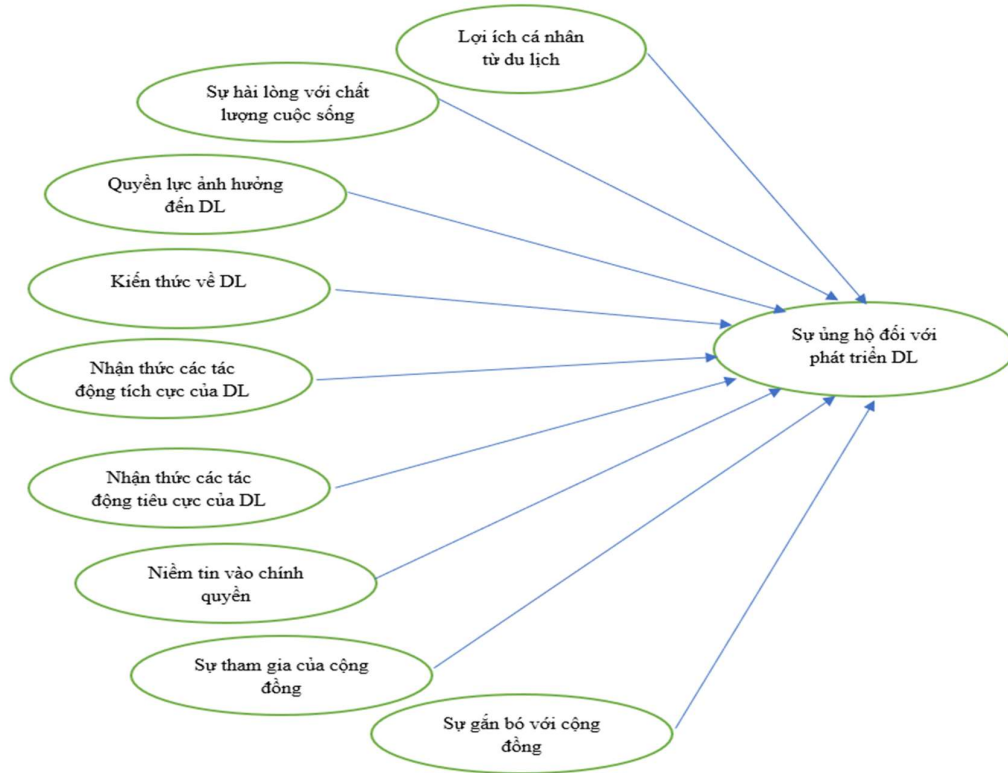 Lợi ích cá nhân
từ du lịch
Sự hài lòng với chất
lượng cuộc sống
Quyền lực ảnh hưởng
đến DL
Kiến thức về DL
Nhận thức các tác
động tích cực của DL
Nhận thức các tác
động tiêu cực của DL
Niềm tin vào chính
quyền
Sự tham gia của cộng
đồng
Sự gắn bó với cộng
đồng
Sự ủng hộ đối với
phát triển DL